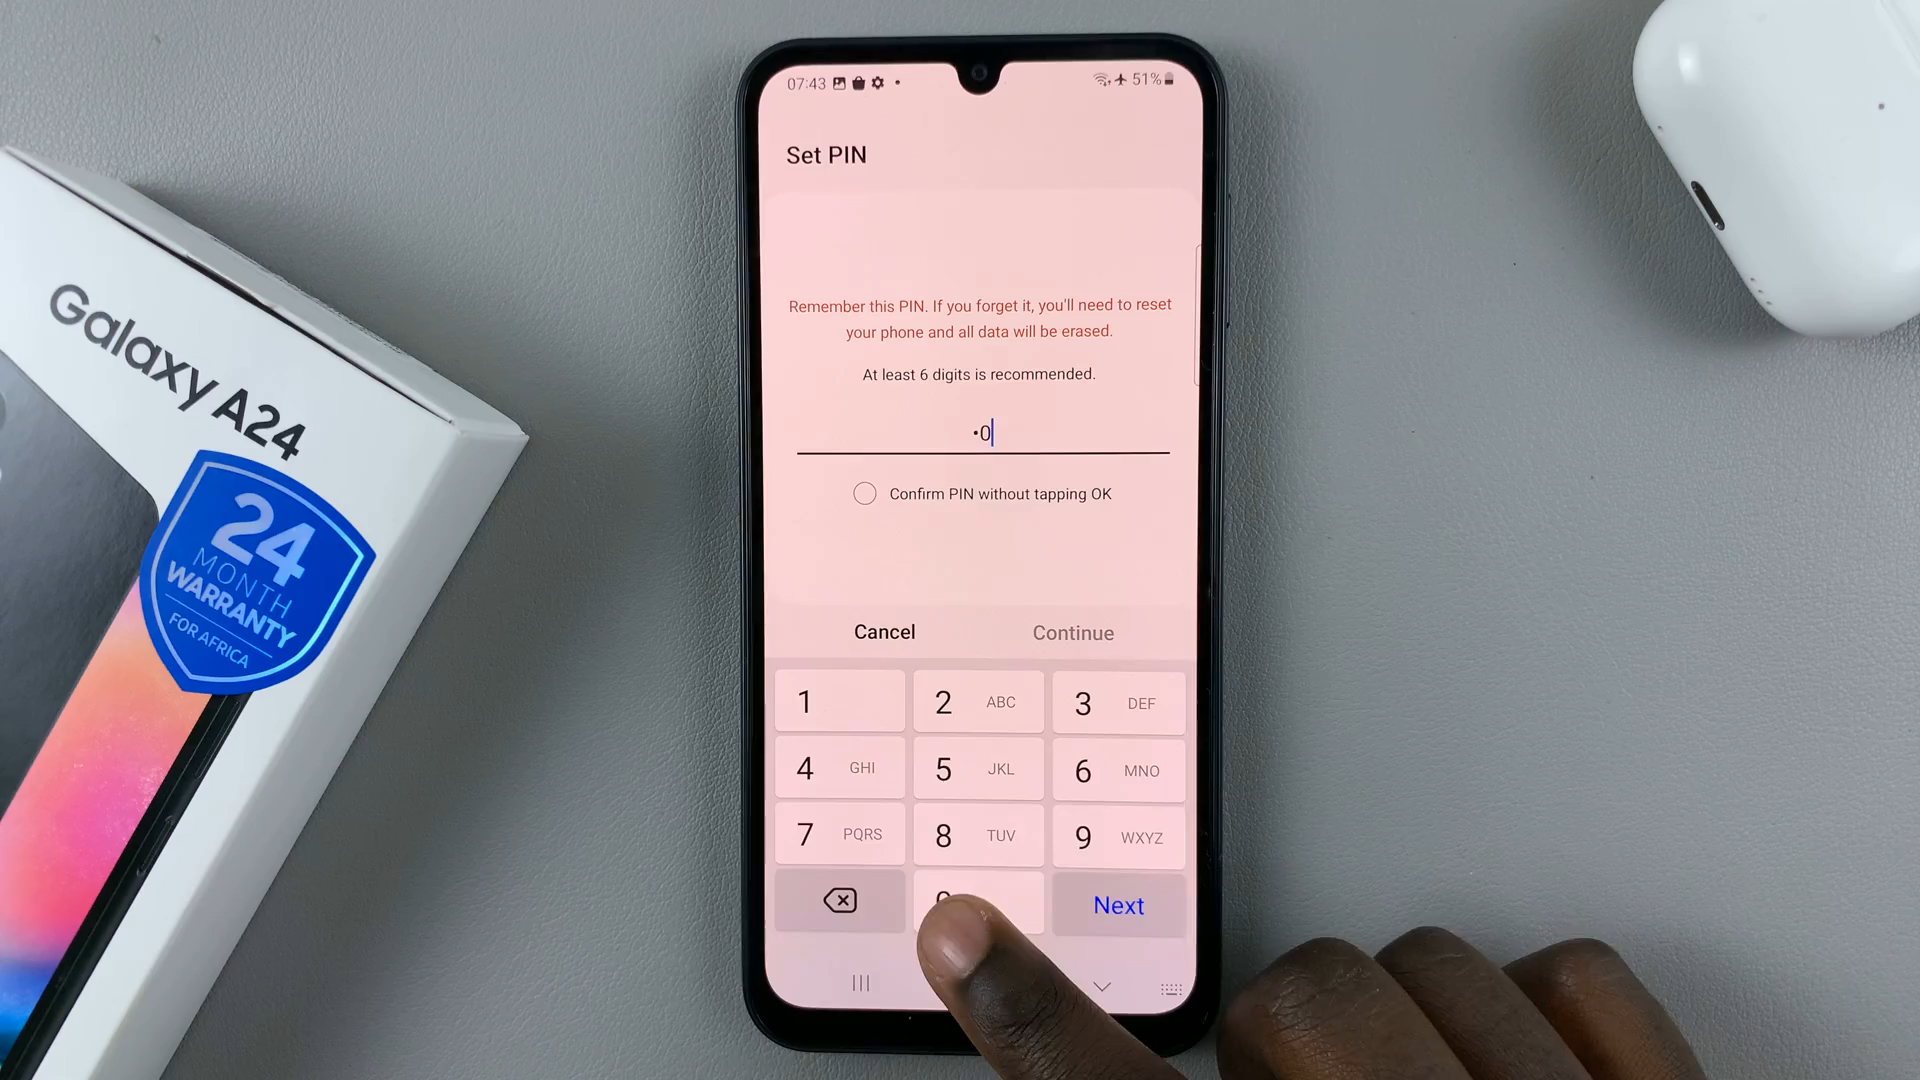 07:43
51%
Set PIN
Remember this PIN. If you forget it, you'll need to reset
your phone and all data will be erased.
At least 6 digits is recommended.
•0
Confirm PIN without tapping OK
Cancel Continue
1 2 ABC 3 DEF
4 GHI 5 JKL 6 MNO
7 PQRS 8 TUV 9 WXYZ
Next
Galaxy A24
24
MONTH
WARRANTY
FOR AFRICA